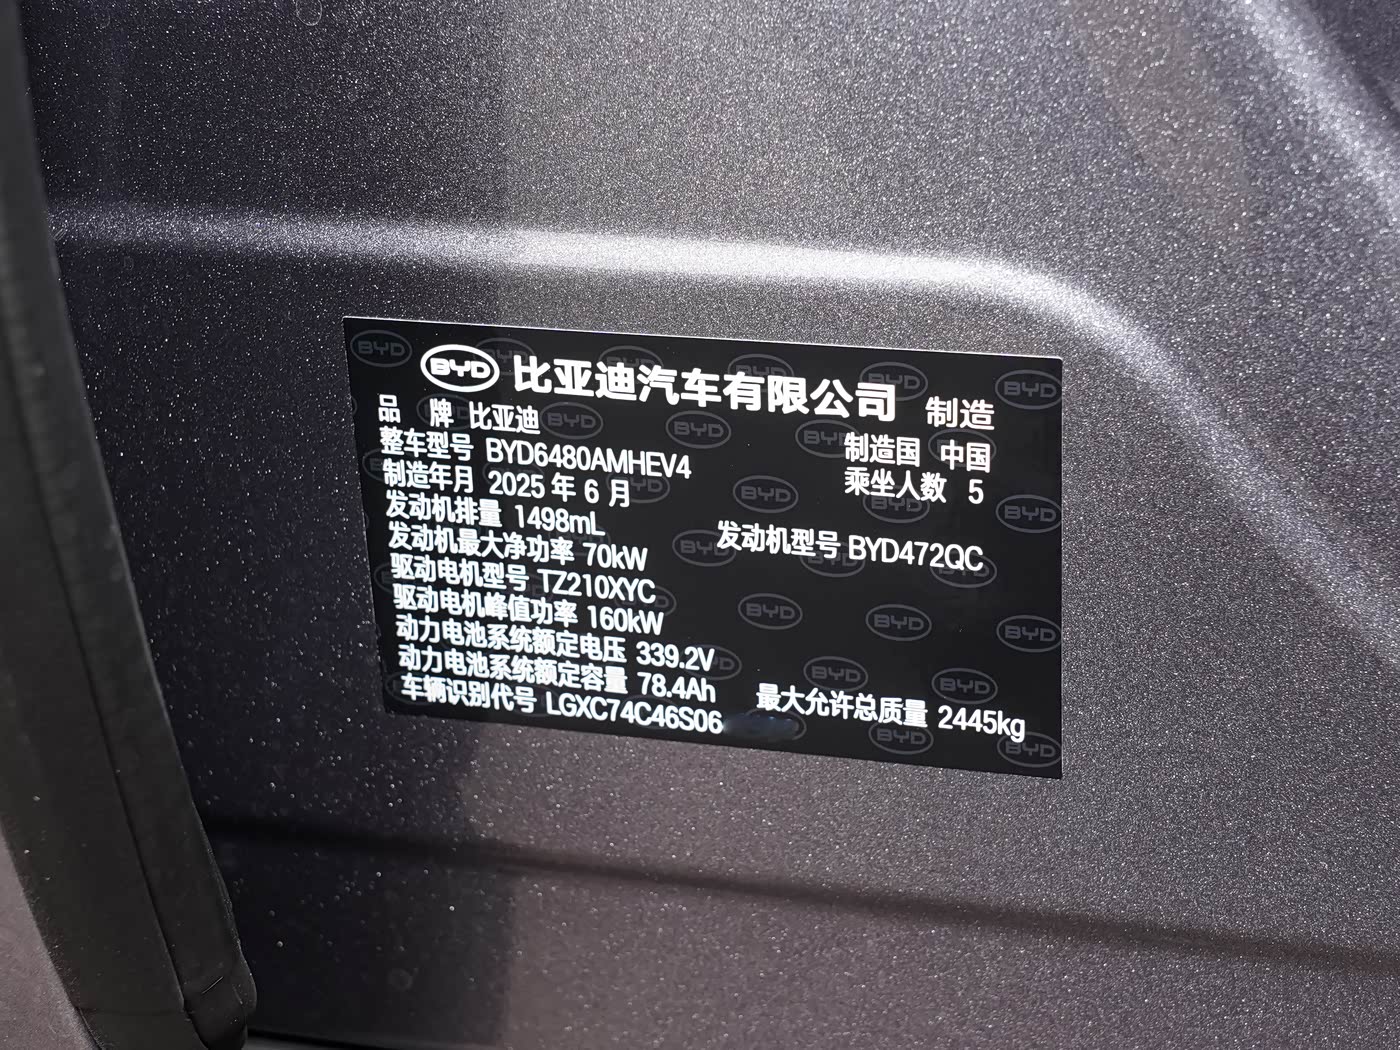 BYD 比亚迪汽车有限公司 制造
品 牌 比亚迪
制造国 中国
整车型号 BYD6480AMHEV4
乘坐人数 5
制造年月 2025 年 6 月
发动机排量 1498mL
发动机型号 BYD472QC
发动机最大净功率 70kW
驱动电机型号 TZ210XYC
驱动电机峰值功率 160kW
动力电池系统额定电压 339.2V
动力电池系统额定容量 78.4Ah
最大允许总质量 2445kg
车辆识别代号 LGXC74C46S06